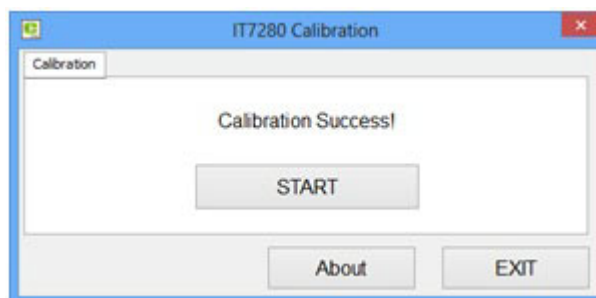 IT7280 Calibration
Calibration
Calibration Success!
START
About
EXIT